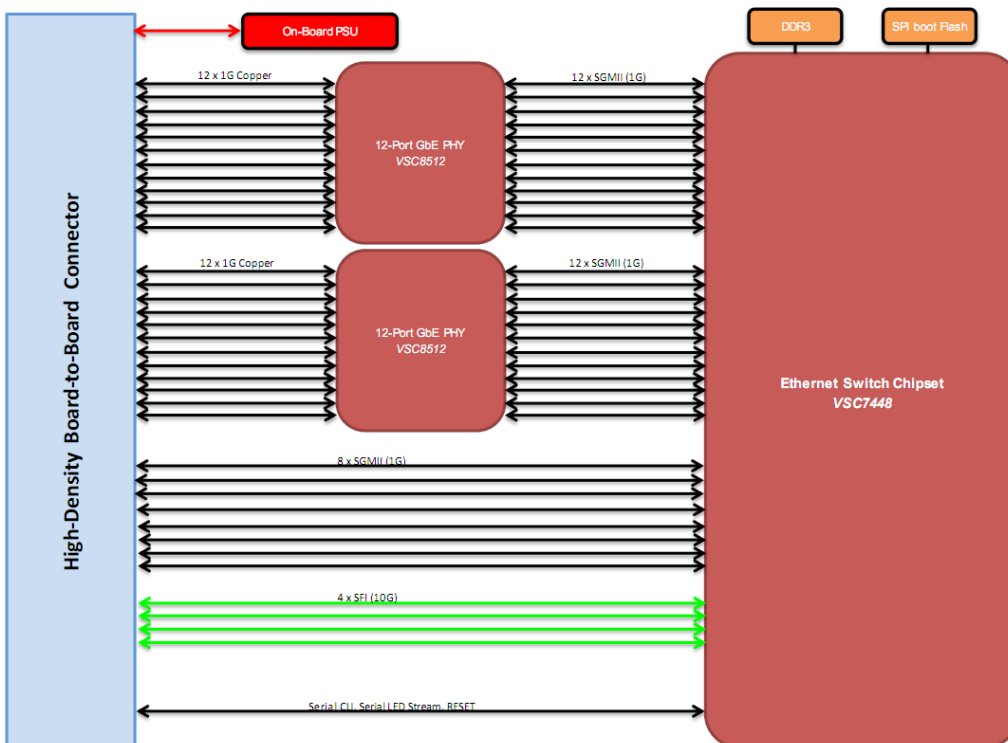 On-Board PSU
DDR3
SPI boot Flash
12 x 1G Copper
12 x SGMII (1G)
12-Port GbE PHY
VSC8512
12 x 1G Copper
12 x SGMII (1G)
12-Port GbE PHY
VSC8512
High-Density Board-to-Board Connector
Ethernet Switch Chipset
VSC7448
8 x SGMII (1G)
4 x SFI (10G)
Serial CLI, Serial LED Stream, RESET